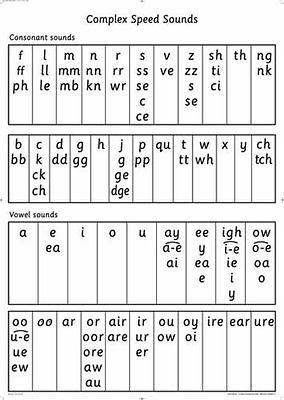 Complex Speed Sounds
Consonant sounds
f l m n r s v z sh th ng
ff ll mm nn rr ss ve zz ti nk
ph le mb kn wr se s ci
c se
ce
b c d g h j p qu t w x y ch
bb k dd gg g pp tt wh tch
ck ge
ch dge
Vowel sounds
a e i o u ay ee igh ow
ea a-e y i-e o-e
ai ea ie oa
e i o
y
oo oo ar or air ir ou oy ire ear ure
u-e oor are ur ow oi
ue ore er
ew aw
au